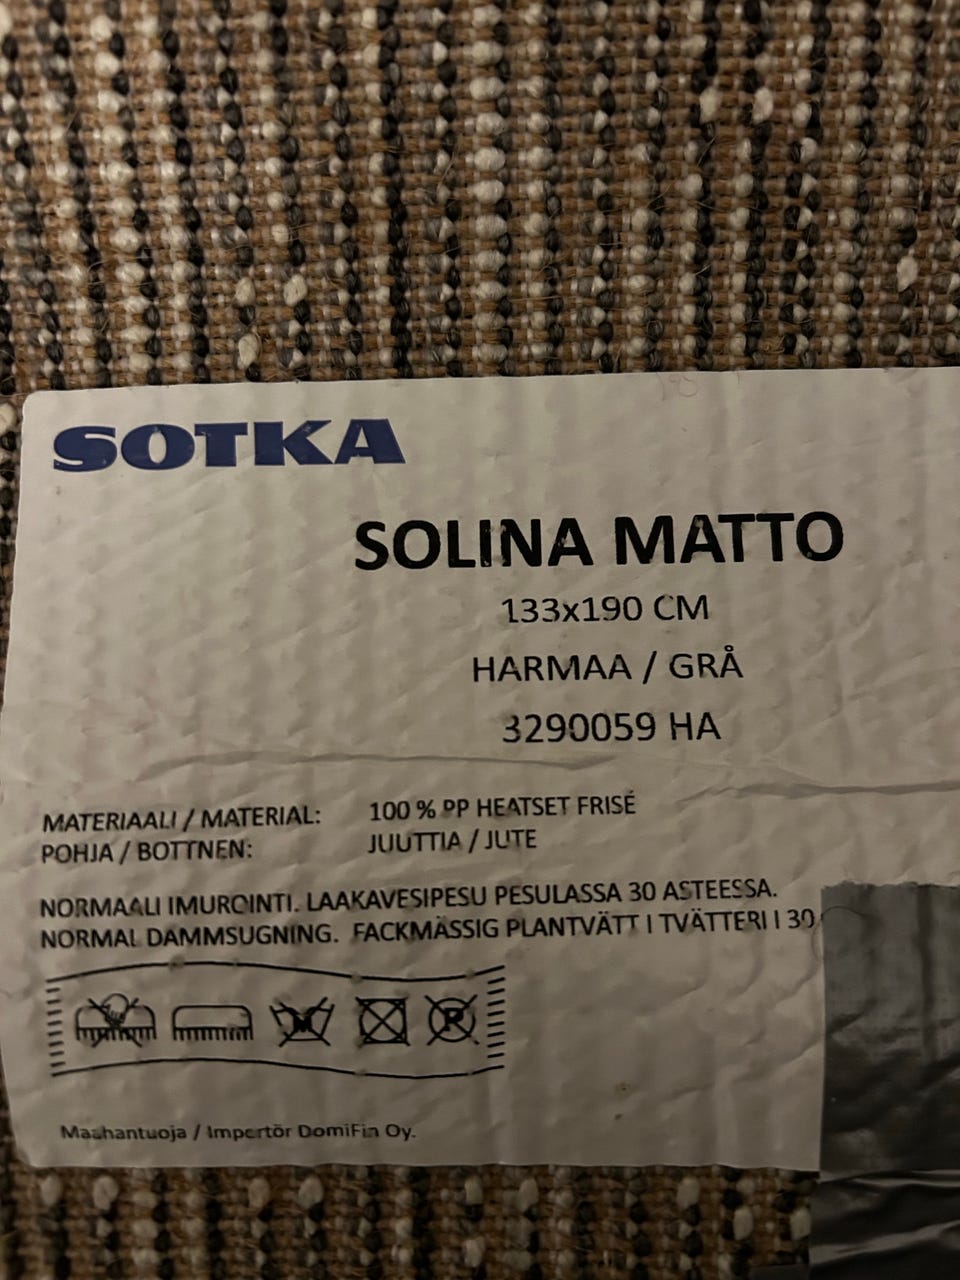 SOTKA
SOLINA MATTO
133x190 CM
HARMAA / GRÅ
3290059 HA
MATERIAALI / MATERIAL: 100 % PP HEATSET FRISÉ
POHJA / BOTTNEN: JUUTTIA / JUTE
NORMAALI IMUROINTI. LAAKAVESIPESU PESULASSA 30 ASTEESSA.
NORMAL DAMMSUGNING. FACKMÄSSIG PLANTVÄTT I TVÄTTERI I 30
M P
Maahantuoja / Importör DomiFin Oy.